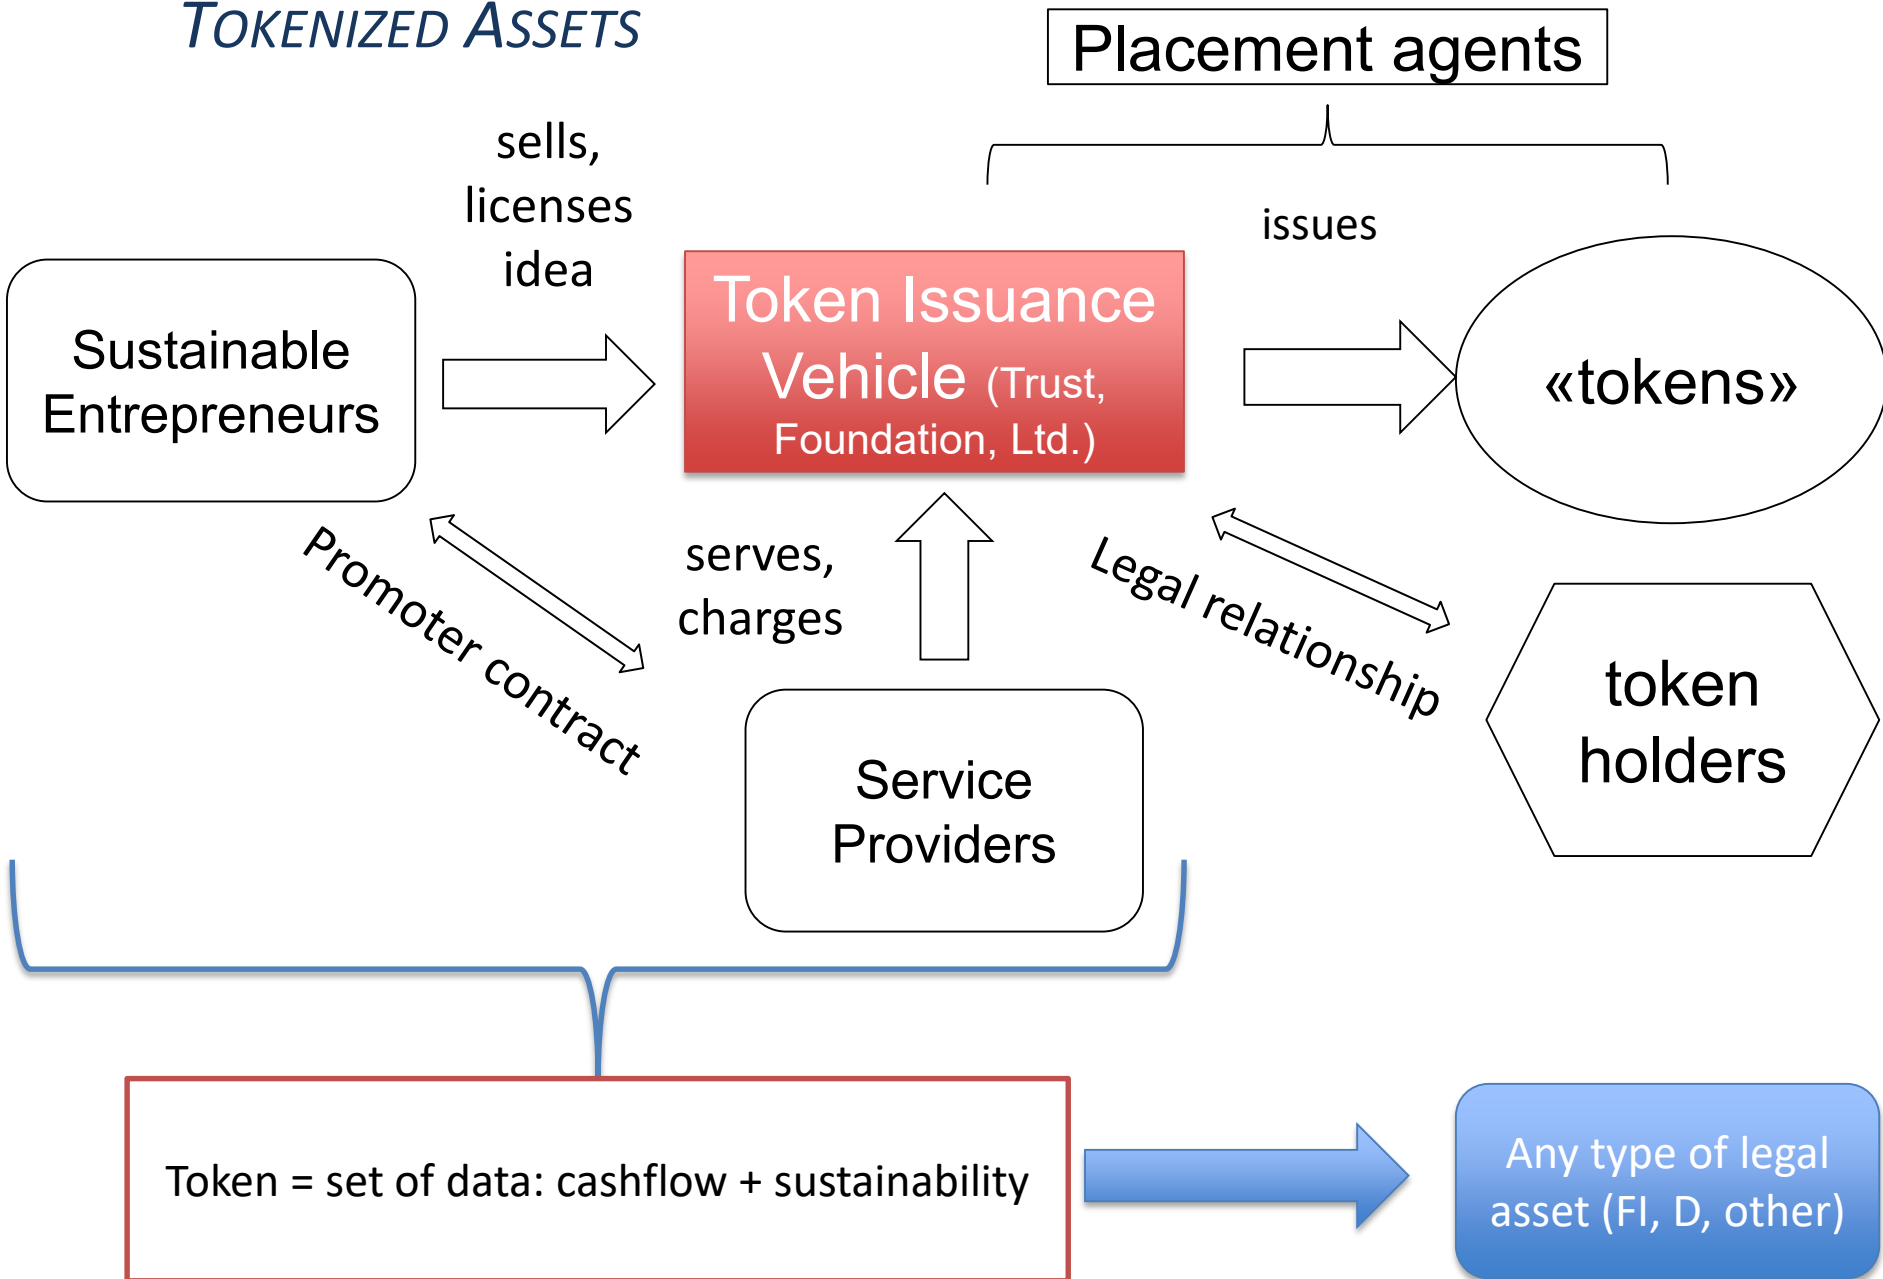 TOKENIZED ASSETS
Placement agents
sells,
licenses
idea
issues
Sustainable
Entrepreneurs
Token Issuance
Vehicle (Trust,
Foundation, Ltd.)
«tokens»
Promoter contract
serves,
charges
Legal relationship
token
holders
Service
Providers
Token = set of data: cashflow + sustainability
Any type of legal
asset (FI, D, other)